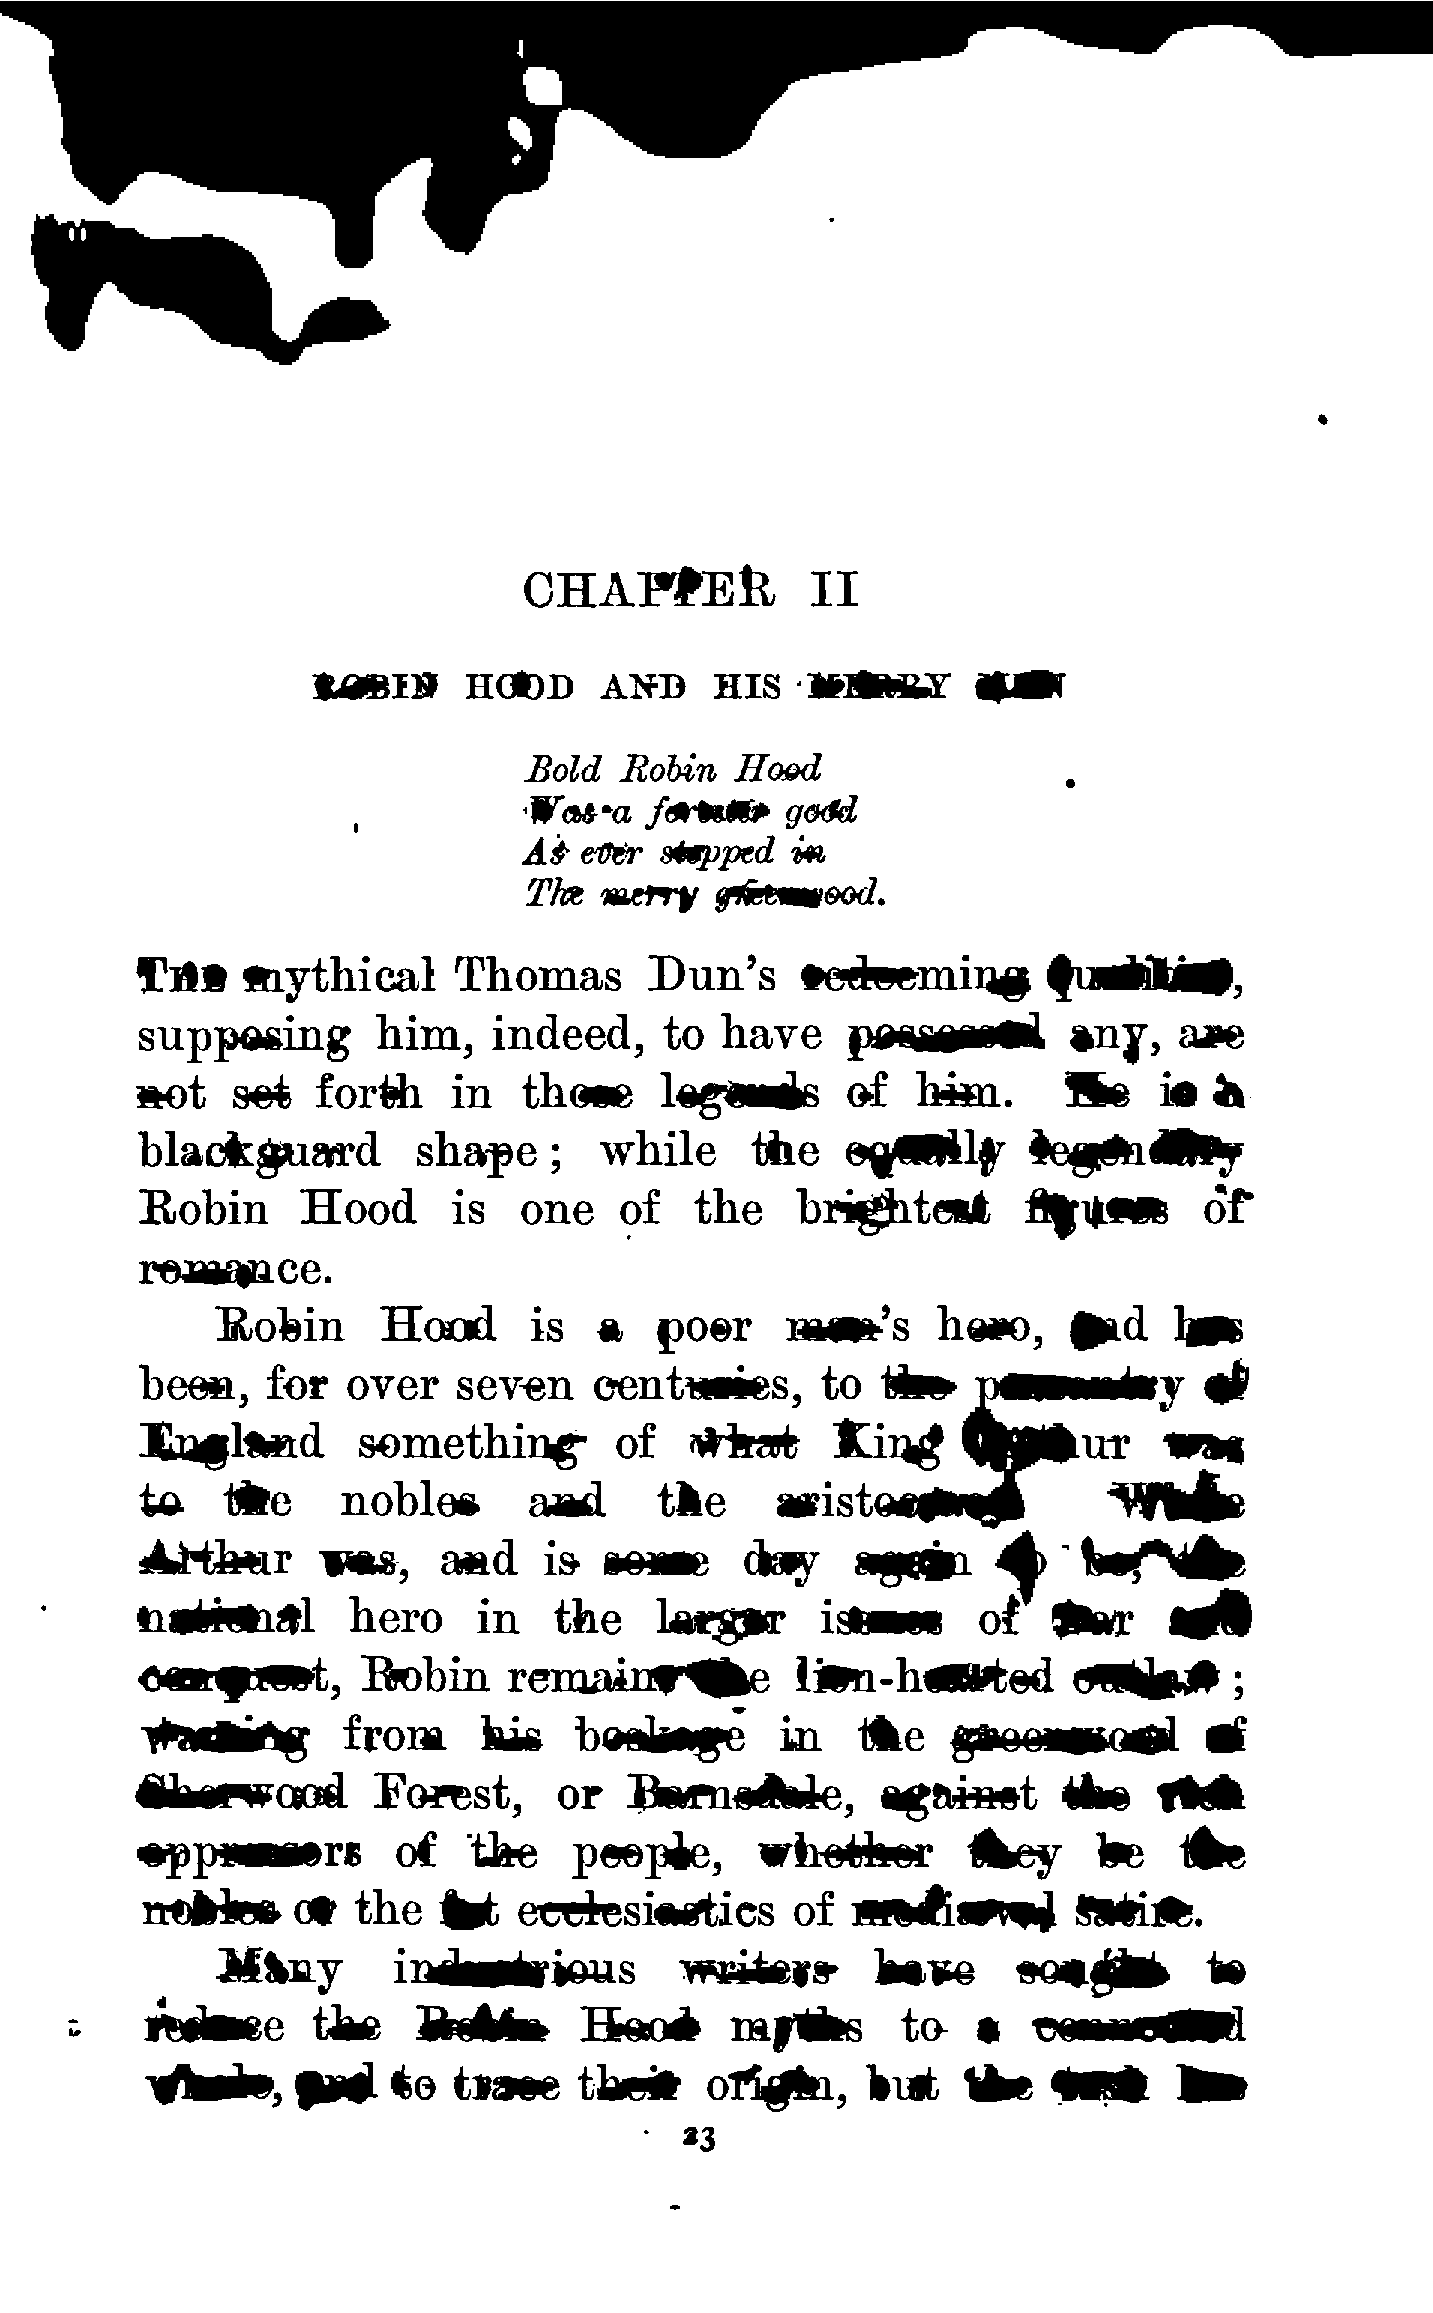 CHAPTER II
ROBIN HOOD AND HIS MERRY MEN
Bold Robin Hood
Was a forester good
As ever stepped in
The merry greenwood.
THE mythical Thomas Dun's redeeming qualities,
supposing him, indeed, to have possessed any, are
not set forth in those legends of him. He is a
blackguard shape; while the equally legendary
Robin Hood is one of the brightest figures of
romance.
Robin Hood is a poor man's hero, and has
been, for over seven centuries, to the peasantry of
England something of what King Arthur was
to the nobles and the aristocracy. While
Arthur was, and is some day again to be, the
national hero in the larger issues of war and
conquest, Robin remains the lion-hearted outlaw;
warring from his boskage in the greenwood of
Sherwood Forest, or Barnsdale, against the rich
oppressors of the people, whether they be the
nobles or the fat ecclesiastics of mediæval satire.
Many industrious writers have sought to
reduce the Robin Hood myths to a connected
whole, and to trace their origin, but the task has
23